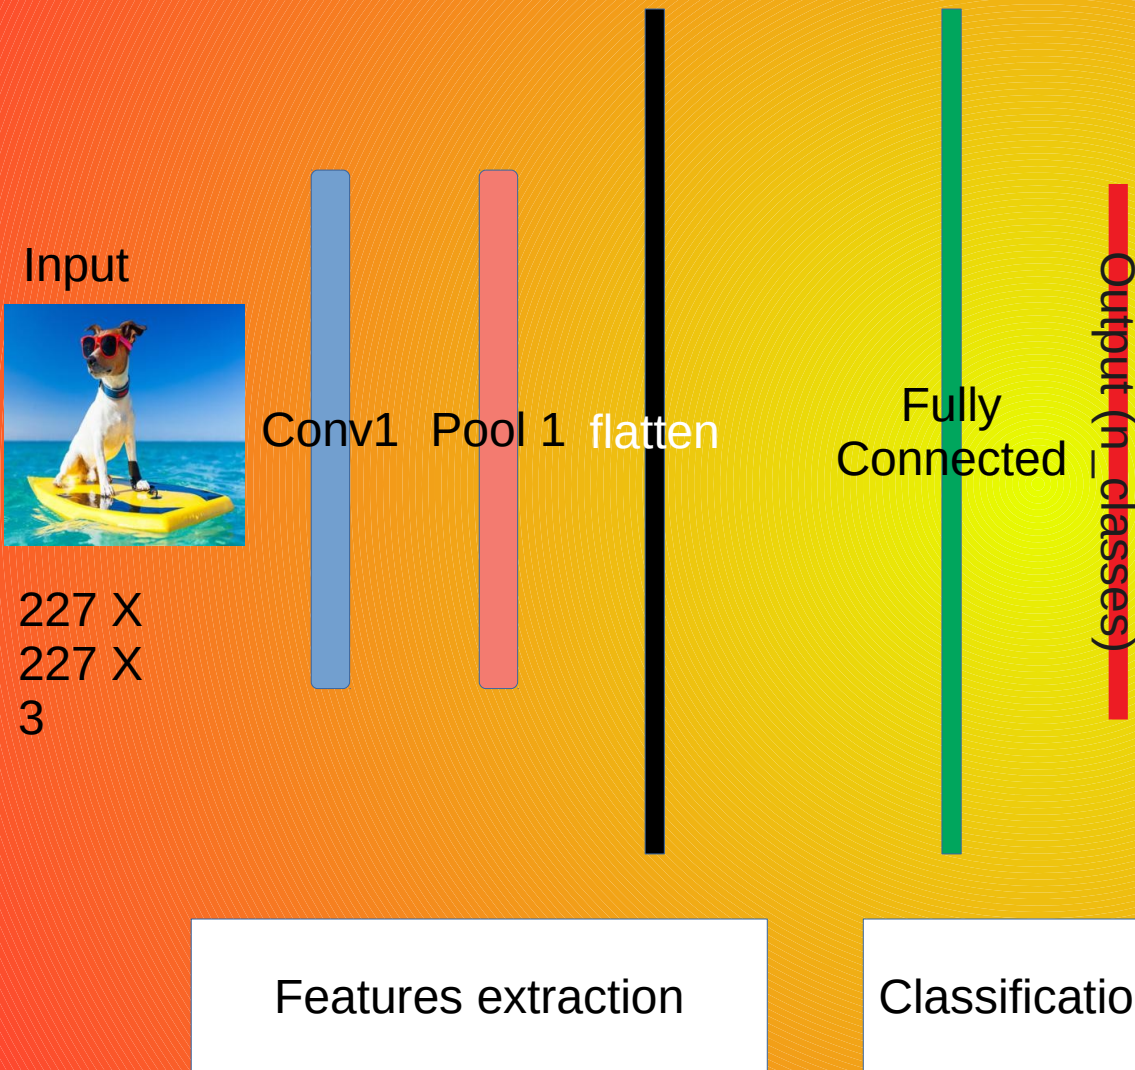 Input
227 X
227 X
3
Conv1
Pool 1
flatten
Fully
Connected
Output (n_classes)
Features extraction
Classificatio